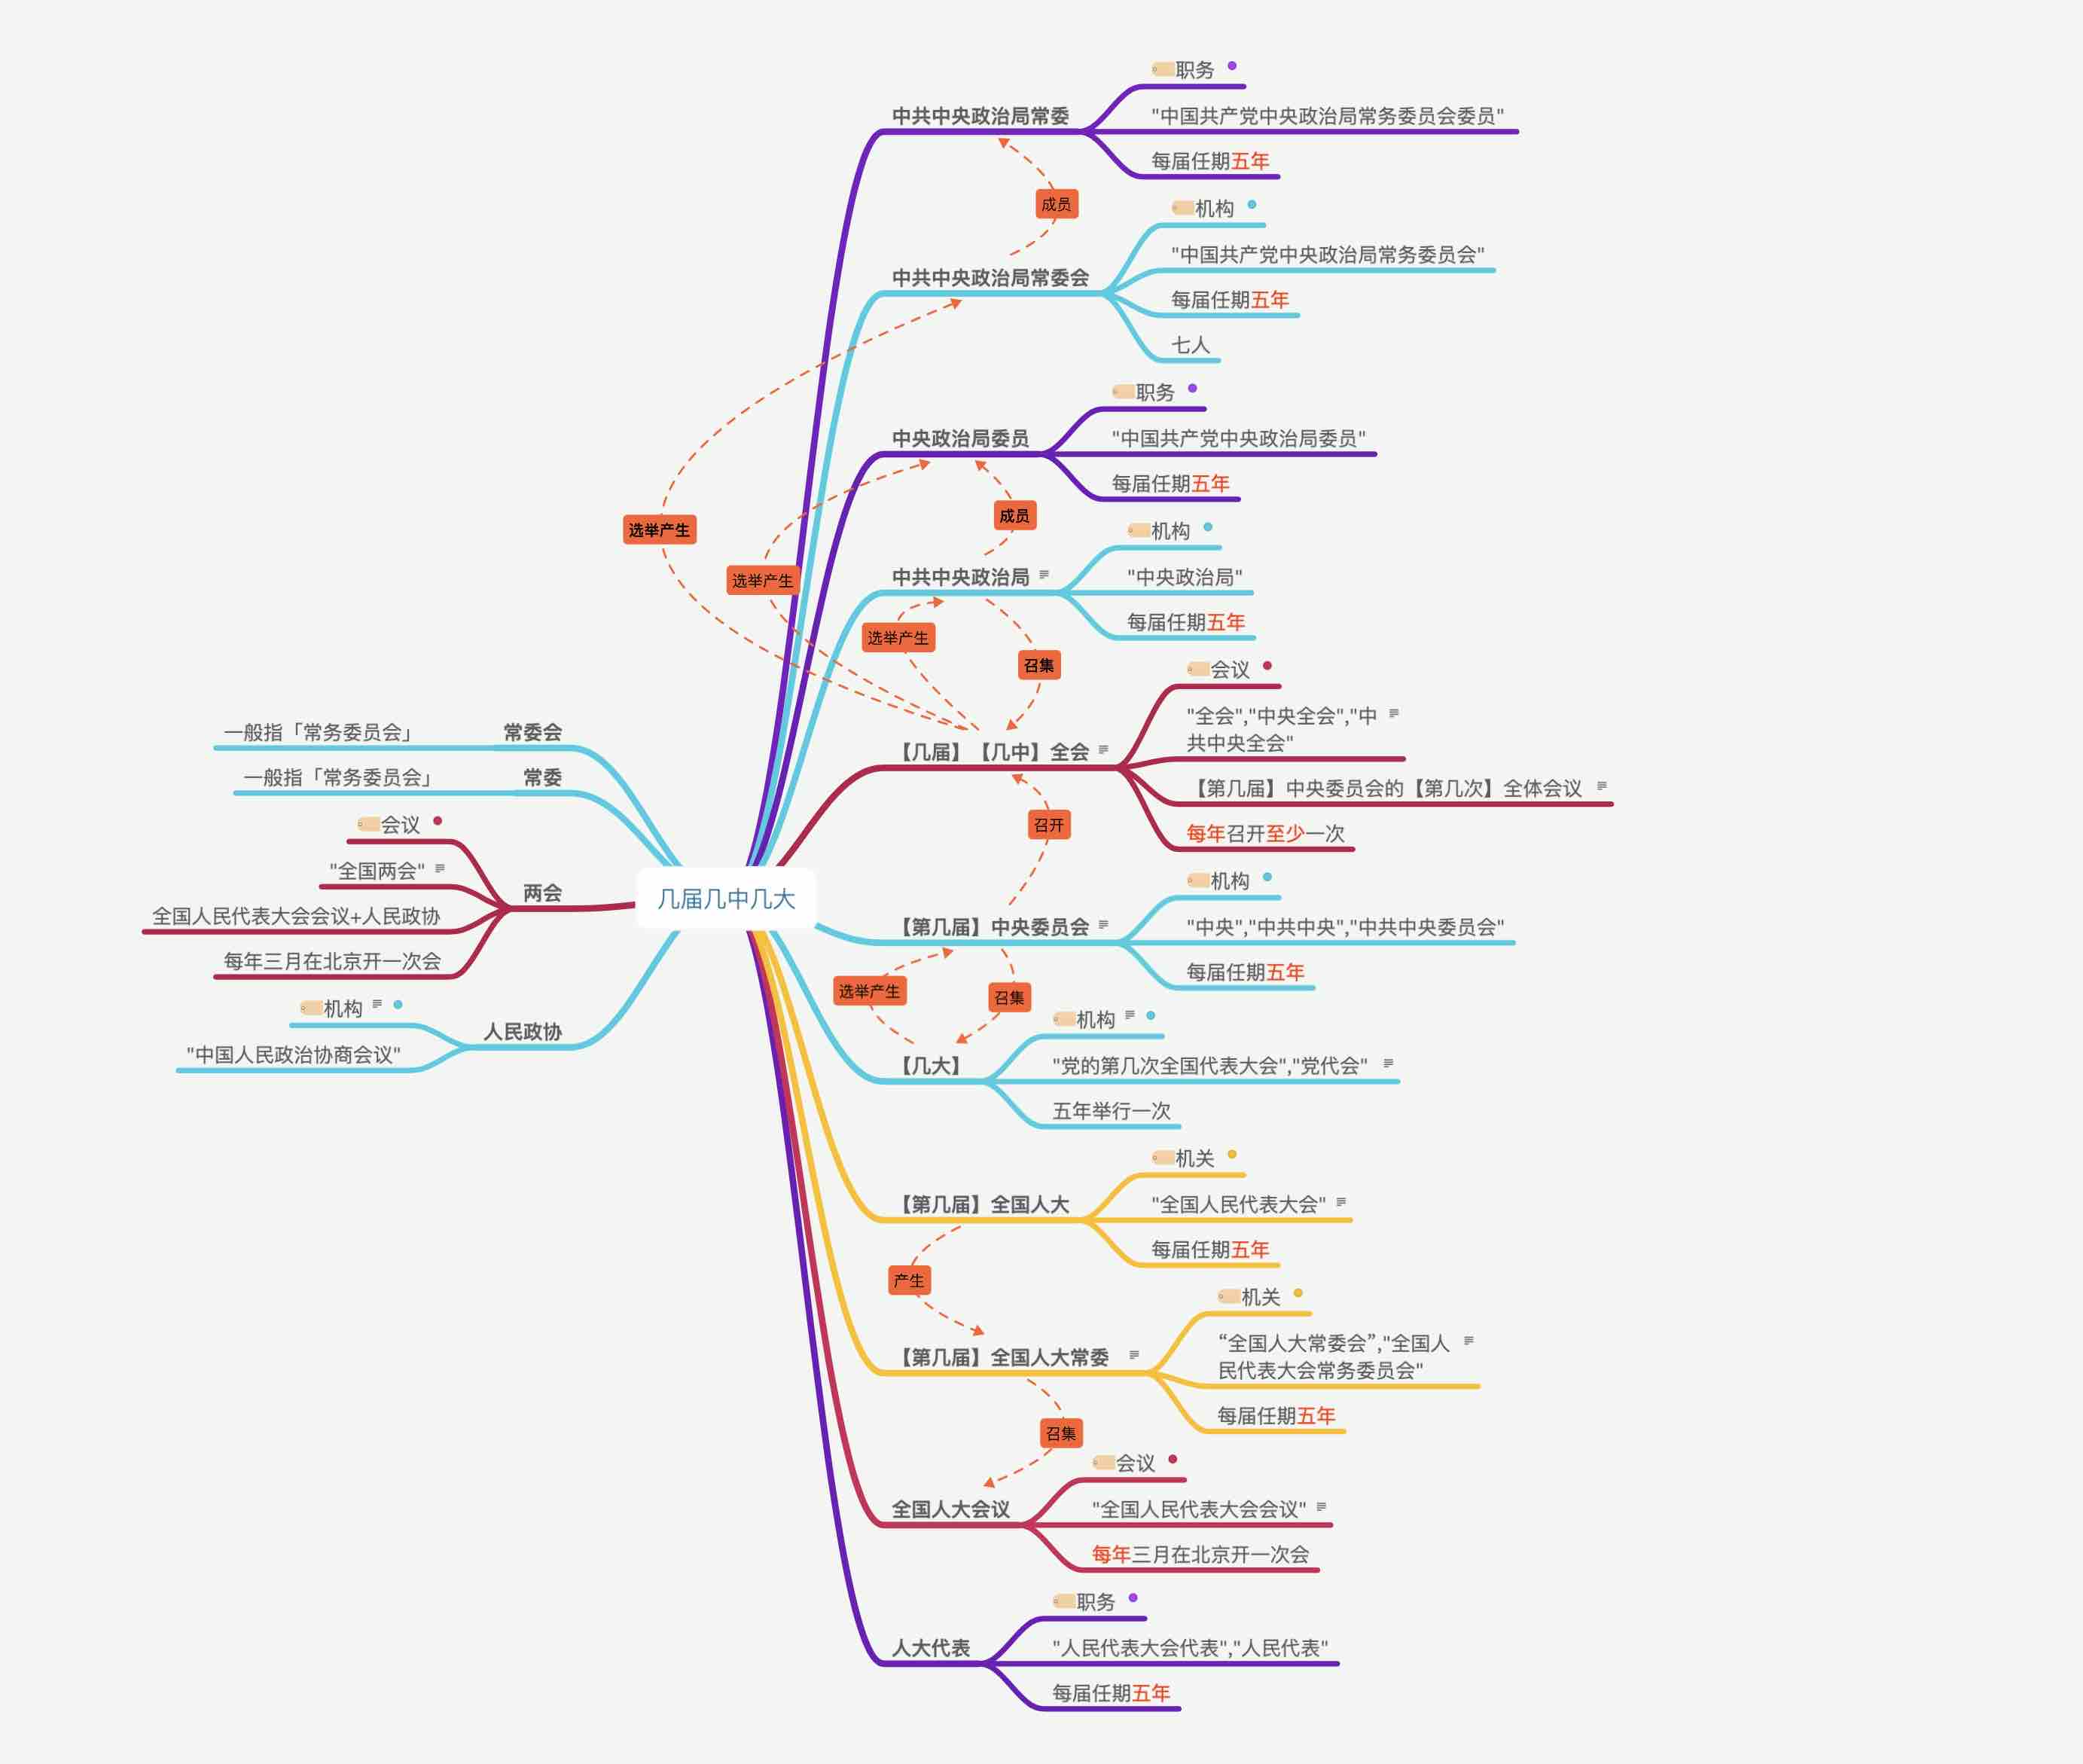 职务
中共中央政治局常委
"中国共产党中央政治局常务委员会委员"
每届任期五年
成员
机构
"中国共产党中央政治局常务委员会"
中共中央政治局常委会
每届任期五年
七人
职务
中央政治局委员
"中国共产党中央政治局委员"
每届任期五年
成员
选举产生
机构
选举产生
中共中央政治局
"中央政治局"
每届任期五年
选举产生
召集
会议
"全会","中央全会","中
共中央全会"
【几届】【几中】全会
【第几届】中央委员会的【第几次】全体会议
每年召开至少一次
召开
机构
【第几届】中央委员会
"中央","中共中央","中共中央委员会"
每届任期五年
选举产生
召集
机构
【几大】
"党的第几次全国代表大会","党代会"
五年举行一次
机关
【第几届】全国人大
"全国人民代表大会"
每届任期五年
产生
机关
“全国人大常委会”,"全国人
民代表大会常务委员会"
【第几届】全国人大常委
每届任期五年
召集
会议
全国人大会议
"全国人民代表大会会议"
每年三月在北京开一次会
职务
人大代表
"人民代表大会代表","人民代表"
每届任期五年
几届几中几大
常委会
一般指「常务委员会」
常委
一般指「常务委员会」
会议
"全国两会"
两会
全国人民代表大会会议+人民政协
每年三月在北京开一次会
机构
人民政协
"中国人民政治协商会议"